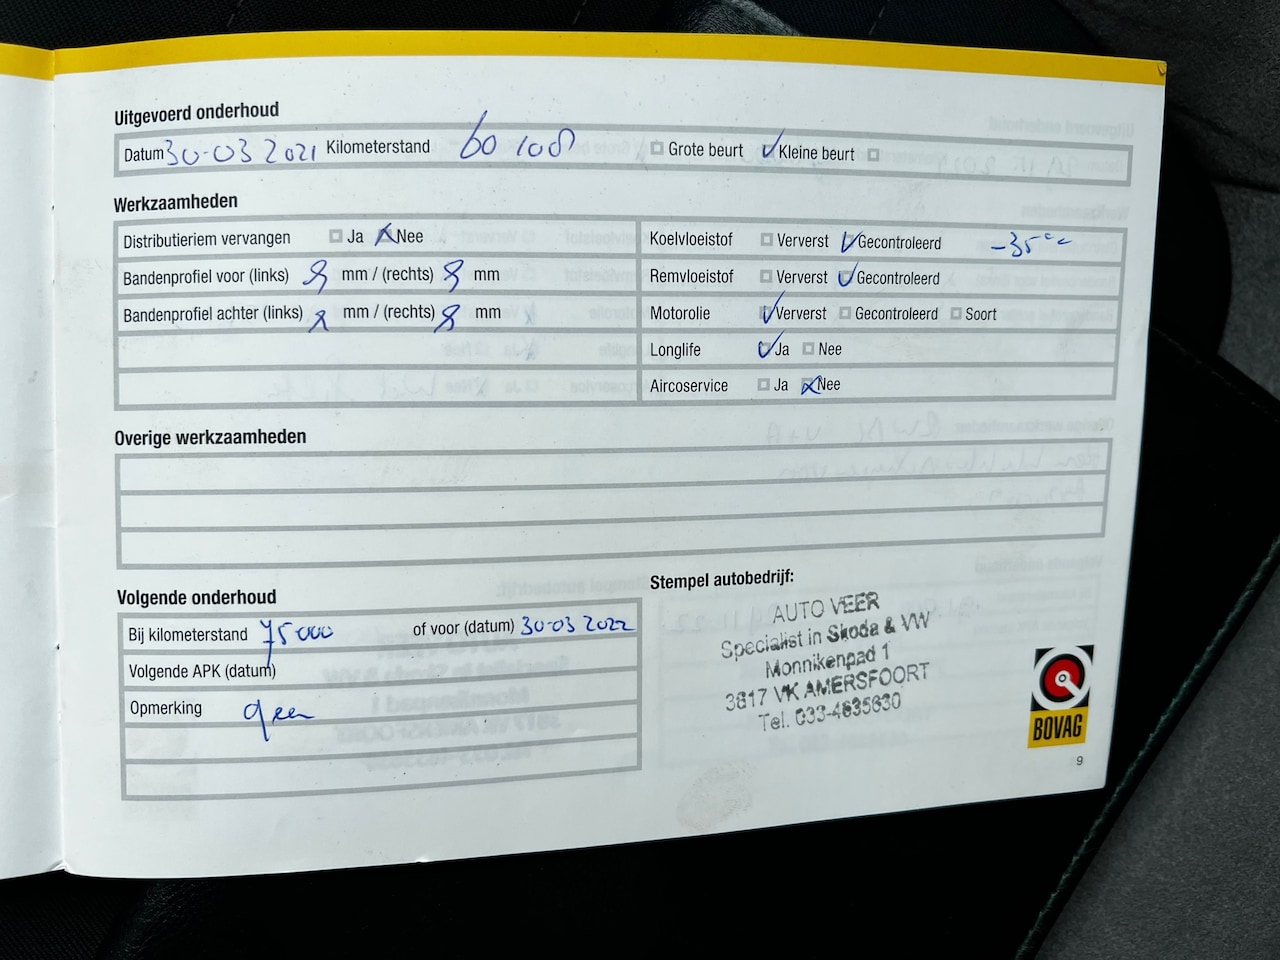 Uitgevoerd onderhoud
Datum 30-03 2021 Kilometerstand 60 108 Grote beurt Kleine beurt
Werkzaamheden
Distributieriem vervangen Ja Nee
Bandenprofiel voor (links) 8 mm / (rechts) 8 mm
Bandenprofiel achter (links) 8 mm / (rechts) 8 mm
Koelvloeistof Ververst Gecontroleerd -35°c
Remvloeistof Ververst Gecontroleerd
Motorolie Ververst Gecontroleerd Soort
Longlife Ja Nee
Aircoservice Ja Nee
Overige werkzaamheden
Volgende onderhoud
Bij kilometerstand 75000 of voor (datum) 30-03 2022
Volgende APK (datum)
Opmerking geen
Stempel autobedrijf:
AUTO VEER
Specialist in Skoda & VW
Monnikenpad 1
3817 VK AMERSFOORT
Tel. 033-4635630
BOVAG
9